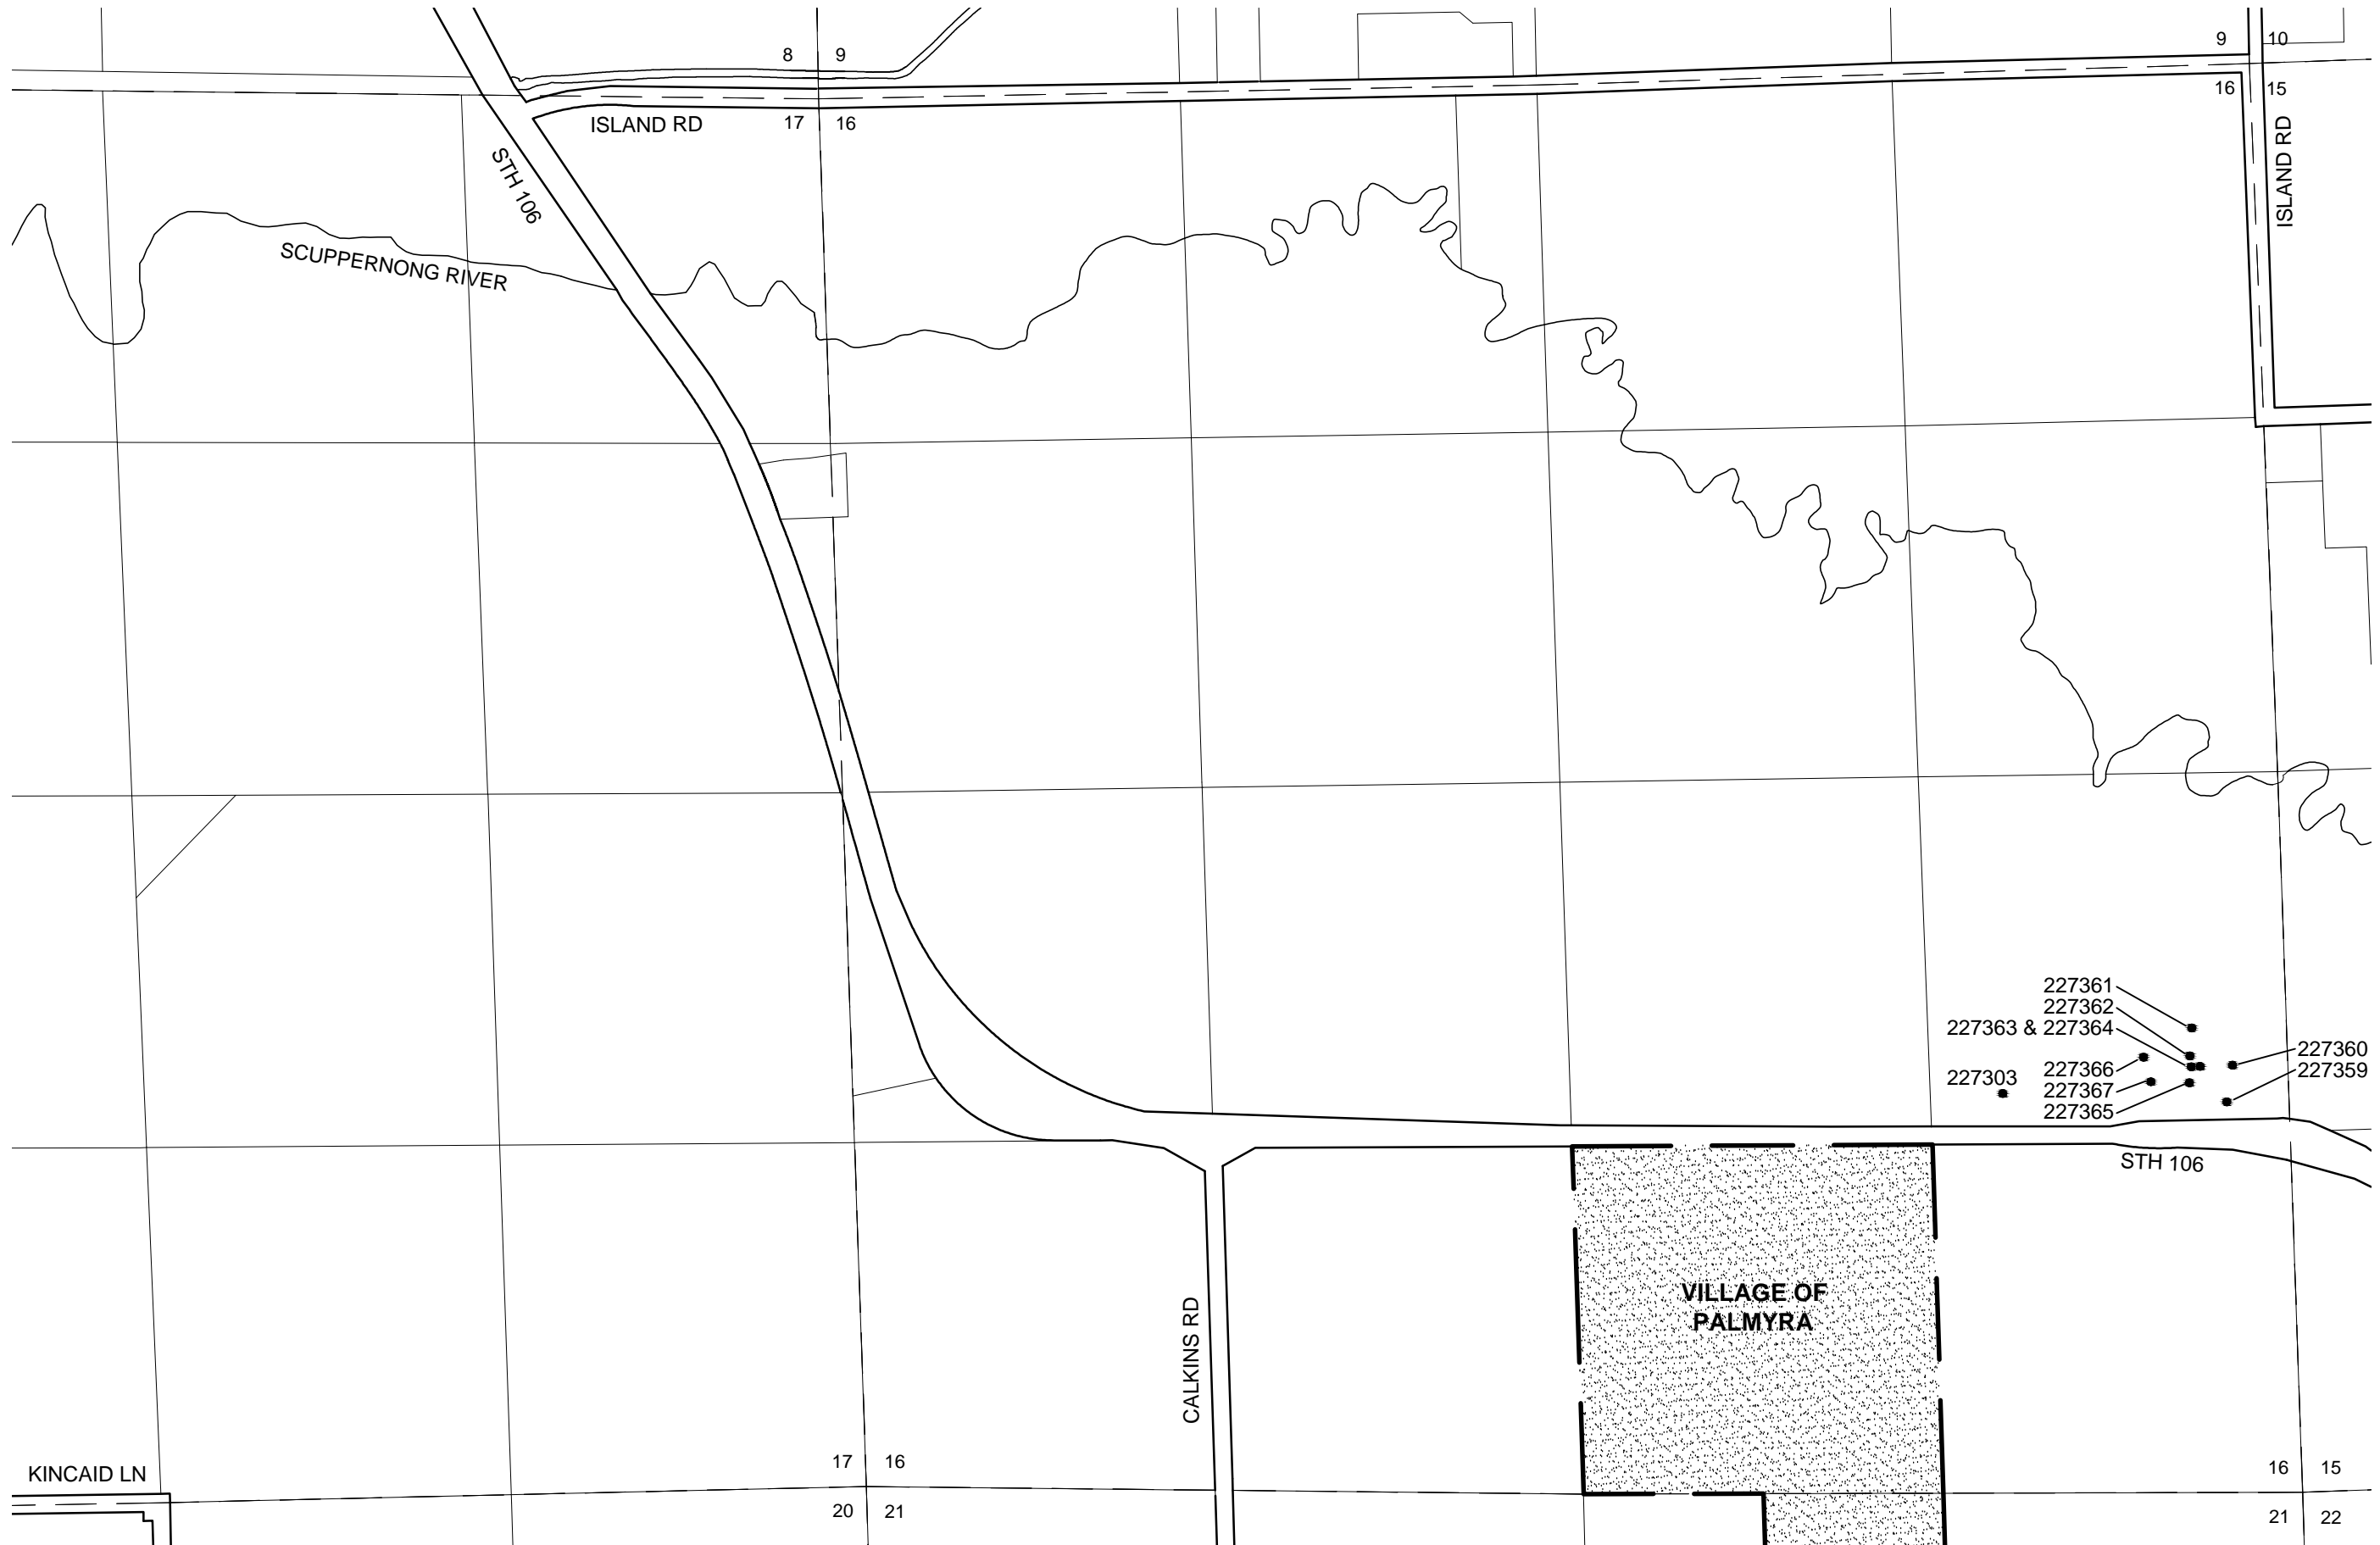 8 9
9 10
16 15
ISLAND RD
17 16
STH 106
ISLAND RD
SCUPPERNONG RIVER
227361
227362
227363 & 227364
227360
227366
227359
227303
227367
227365
STH 106
VILLAGE OF
PALMYRA
CALKINS RD
17 16
KINCAID LN
16 15
20 21
21 22